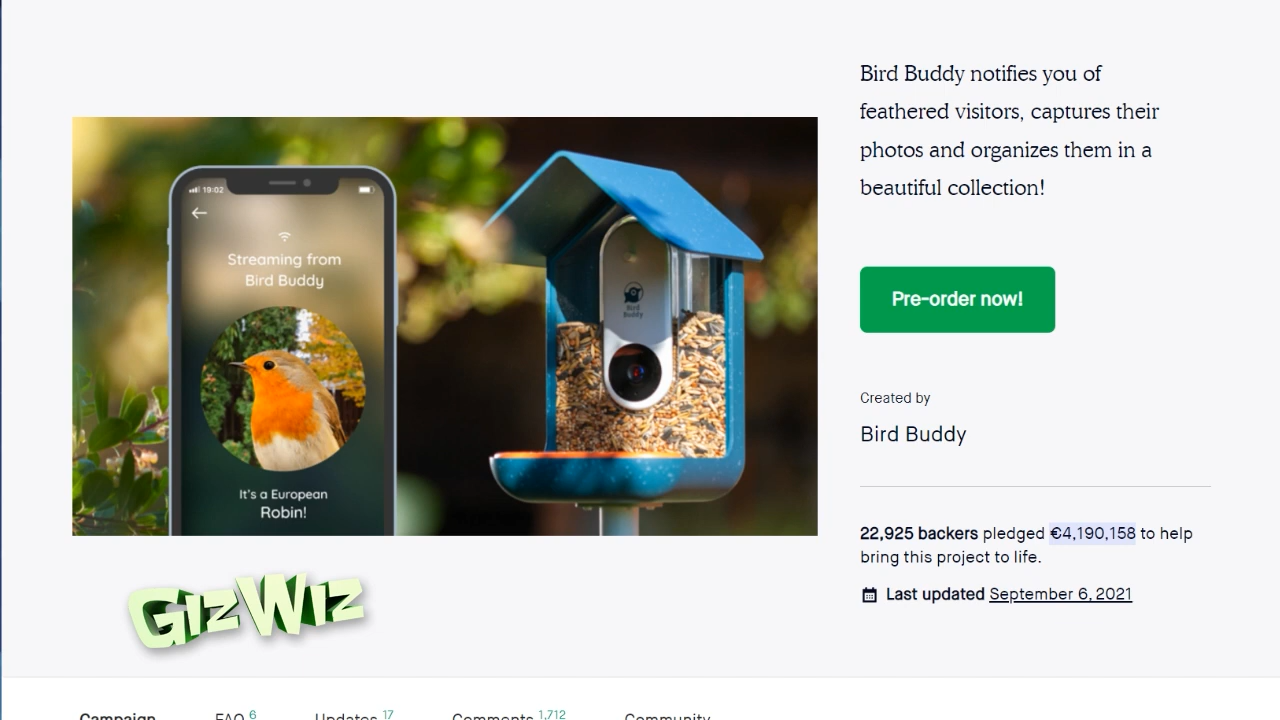 Bird Buddy notifies you of
feathered visitors, captures their
photos and organizes them in a
beautiful collection!
19:02
Streaming from
Bird Buddy
It's a European
Robin!
Bird
Buddy
Pre-order now!
Created by
Bird Buddy
22,925 backers pledged €4,190,158 to help
bring this project to life.
Last updated September 6, 2021
GizWiz
Campaign FAQ 6 Updates 17 Comments 1,712 Community